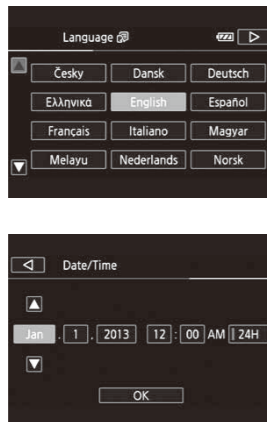 Language
Česky Dansk Deutsch
Ελληνικά English Español
Français Italiano Magyar
Melayu Nederlands Norsk
Date/Time
Jan . 1 . 2013 12 : 00 AM 24H
OK